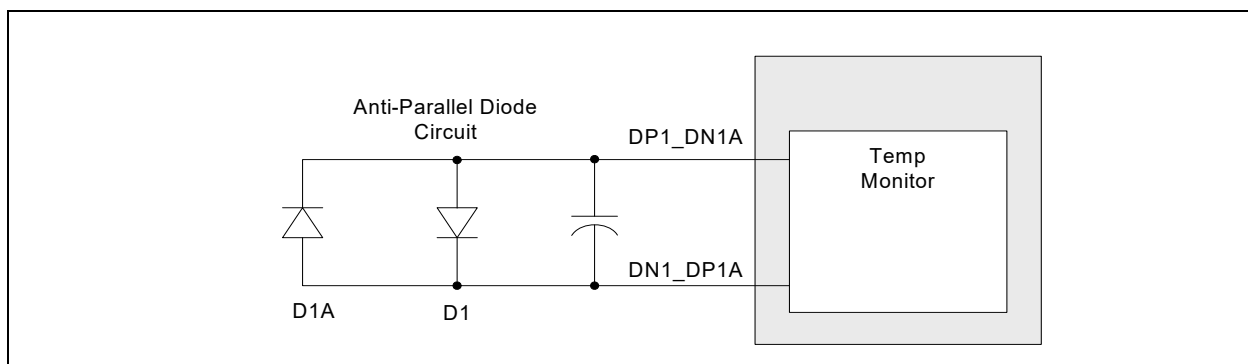 Anti-Parallel Diode
Circuit
DP1_DN1A
Temp
Monitor
DN1_DP1A
D1A
D1